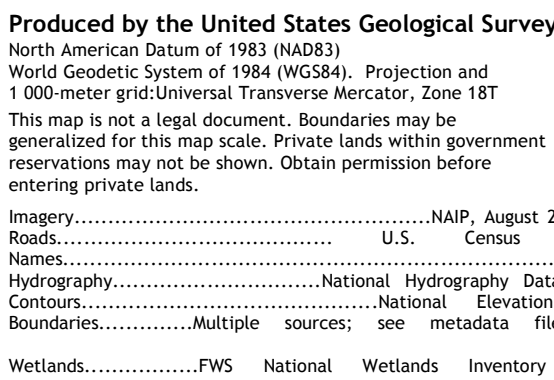 Produced by the United States Geological Survey
North American Datum of 1983 (NAD83)
World Geodetic System of 1984 (WGS84).  Projection and
1 000-meter grid:Universal Transverse Mercator, Zone 18T
This map is not a legal document. Boundaries may be
generalized for this map scale. Private lands within government
reservations may not be shown. Obtain permission before
entering private lands.
Imagery.....................................................NAIP, August 2
Roads......................................... U.S. Census
Names.........................................................................
Hydrography...............................National Hydrography Data
Contours............................................National Elevation
Boundaries..............Multiple sources; see metadata file
Wetlands.................FWS National Wetlands Inventory